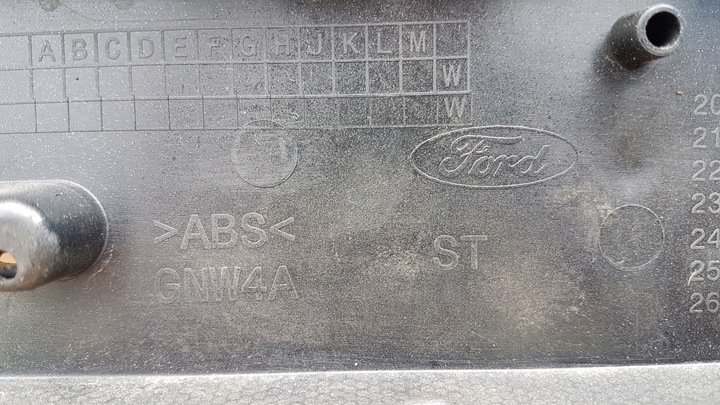 A B C D E F G H J K L M
W
W
Ford
>ABS<
ST
GNW4A
20
21
22
23
24
25
26